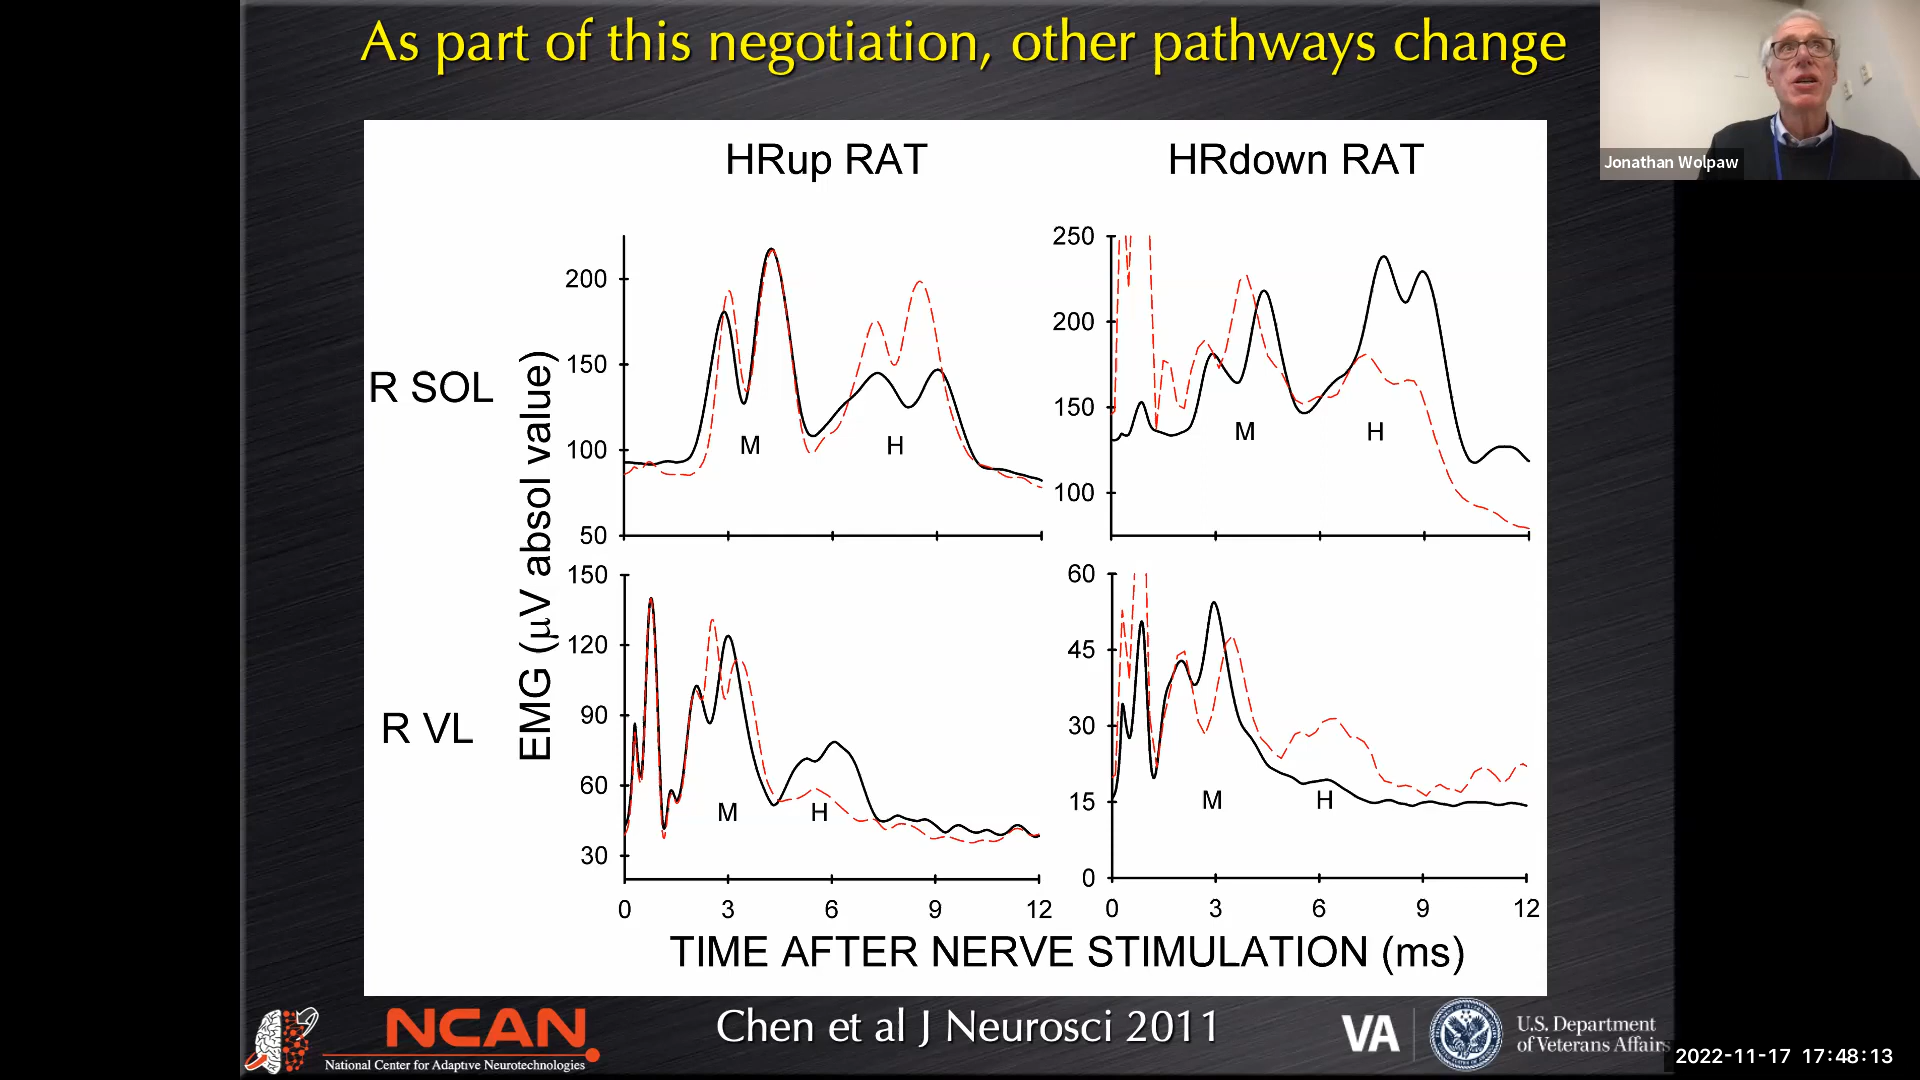 As part of this negotiation, other pathways change
Jonathan Wolpaw
HRup RAT
HRdown RAT
R SOL
R VL
EMG (μV absol value)
200
150
100
50
M
H
250
200
150
100
M
H
150
120
90
60
30
M
H
0
3
6
9
12
60
45
30
15
0
M
H
0
3
6
9
12
TIME AFTER NERVE STIMULATION (ms)
NCAN
National Center for Adaptive Neurotechnologies
Chen et al J Neurosci 2011
VA
U.S. Department
of Veterans Affairs
2022-11-17 17:48:13